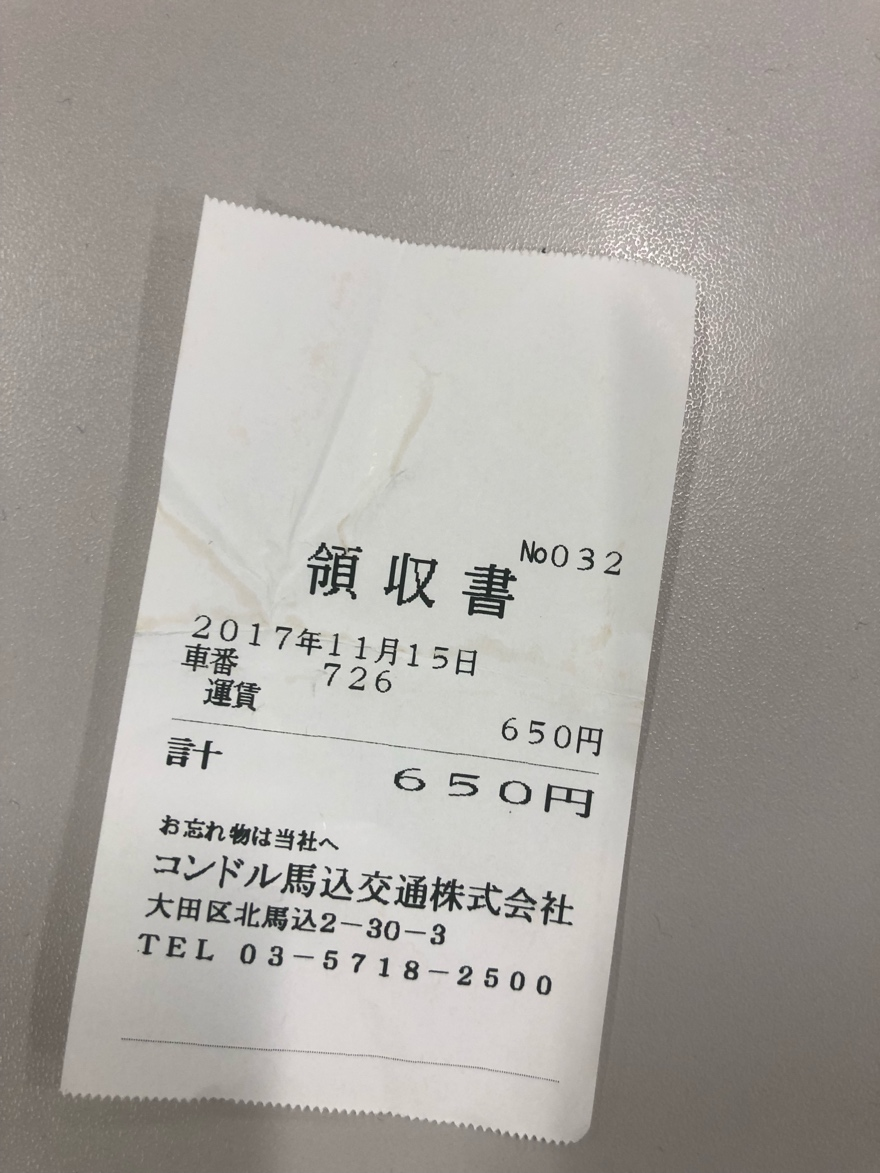 領収書 №032
2017年11月15日
車番 726
運賃 650円
計 650円
お忘れ物は当社へ
コンドル馬込交通株式会社
大田区北馬込2−30−3
TEL 03−5718−2500